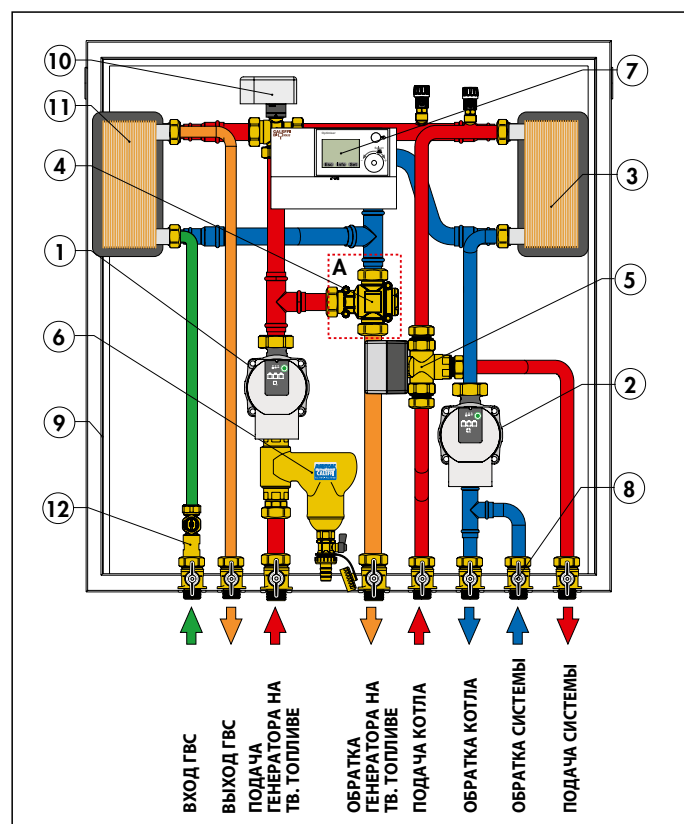 10
7
11
4
3
A
1
5
6
2
9
8
12
CALEFFI
ВХОД ГВС
ВЫХОД ГВС
ПОДАЧА
ГЕНЕРАТОРА НА
ТВ. ТОПЛИВЕ
ОБРАТКА
ГЕНЕРАТОРА НА
ТВ. ТОПЛИВЕ
ПОДАЧА КОТЛА
ОБРАТКА КОТЛА
ОБРАТКА СИСТЕМЫ
ПОДАЧА СИСТЕМЫ